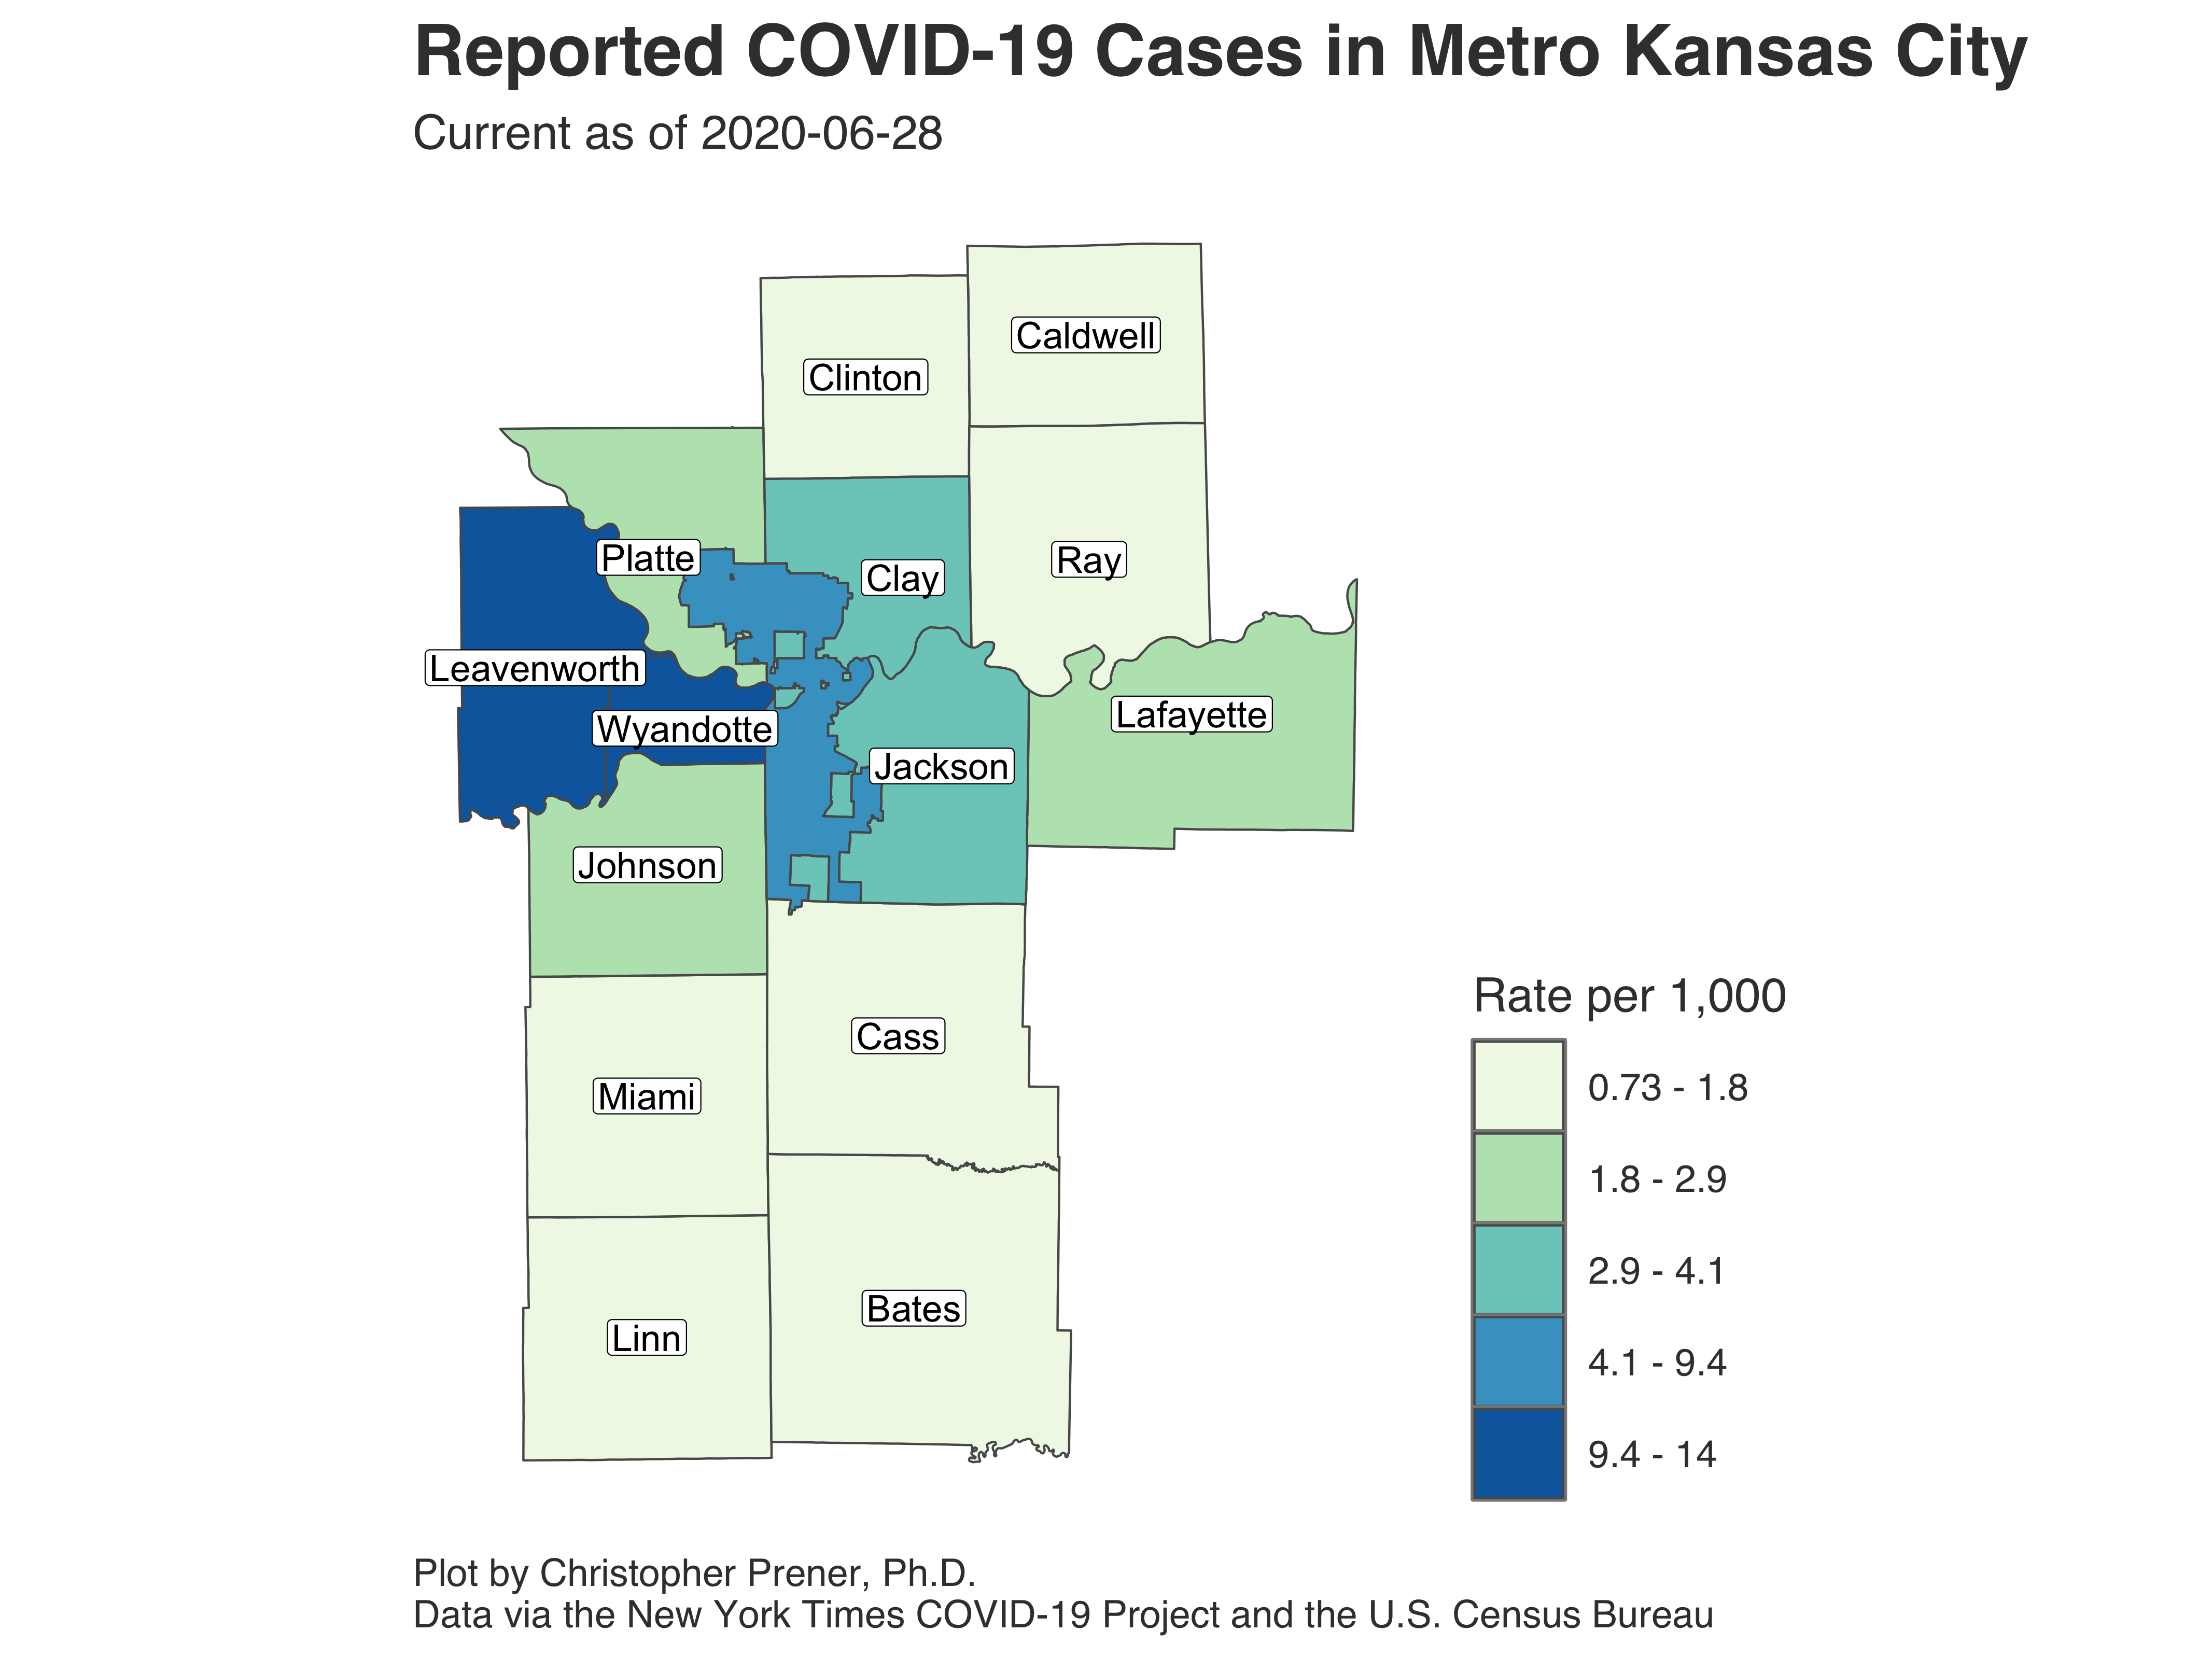 Reported COVID-19 Cases in Metro Kansas City
Current as of 2020-06-28
Caldwell
Clinton
Platte
Clay
Ray
Leavenworth
Wyandotte
Lafayette
Jackson
Johnson
Cass
Miami
Bates
Linn
Rate per 1,000
0.73 - 1.8
1.8 - 2.9
2.9 - 4.1
4.1 - 9.4
9.4 - 14
Plot by Christopher Prener, Ph.D.
Data via the New York Times COVID-19 Project and the U.S. Census Bureau